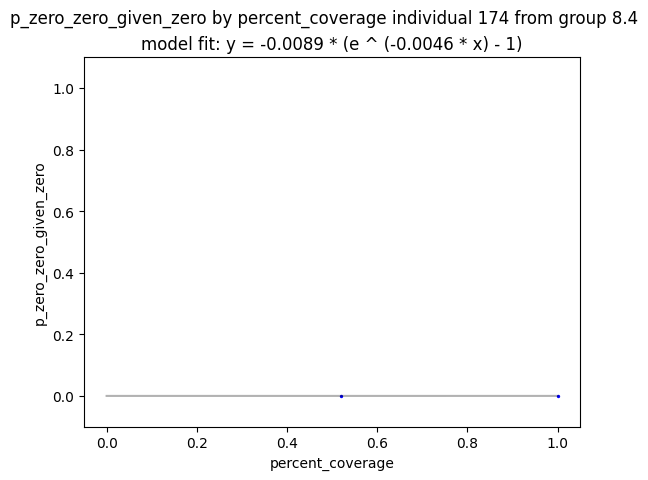 p_zero_zero_given_zero by percent_coverage individual 174 from group 8.4
model fit: y = -0.0089 * (e ^ (-0.0046 * x) - 1)
1.0
0.8
0.6
0.4
0.2
0.0
p_zero_zero_given_zero
0.0 0.2 0.4 0.6 0.8 1.0
percent_coverage